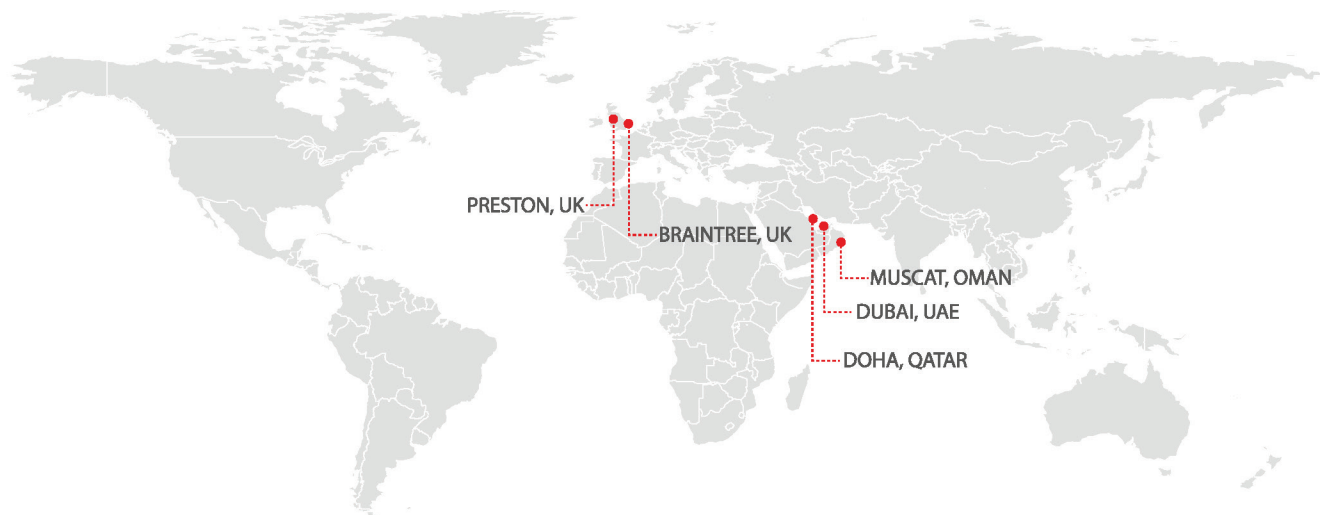 PRESTON, UK
BRAINTREE, UK
MUSCAT, OMAN
DUBAI, UAE
DOHA, QATAR